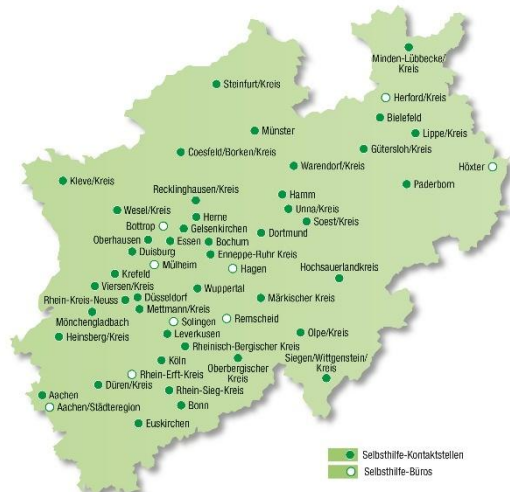 Minden-Lübbecke/
Kreis
Steinfurt/Kreis
Herford/Kreis
Bielefeld
Münster
Lippe/Kreis
Coesfeld/Borken/Kreis
Gütersloh/Kreis
Warendorf/Kreis
Höxter
Kleve/Kreis
Paderborn
Recklinghausen/Kreis
Hamm
Wesel/Kreis
Unna/Kreis
Herne
Soest/Kreis
Bottrop
Gelsenkirchen
Dortmund
Oberhausen
Essen
Bochum
Duisburg
Enneppe-Ruhr Kreis
Mülheim
Hagen
Hochsauerlandkreis
Krefeld
Viersen/Kreis
Wuppertal
Rhein-Kreis-Neuss
Düsseldorf
Märkischer Kreis
Mettmann/Kreis
Mönchengladbach
Solingen
Remscheid
Heinsberg/Kreis
Leverkusen
Olpe/Kreis
Rheinisch-Bergischer Kreis
Köln
Oberbergischer
Kreis
Siegen/Wittgenstein/
Kreis
Rhein-Erft-Kreis
Düren/Kreis
Rhein-Sieg-Kreis
Aachen
Aachen/Städteregion
Bonn
Euskirchen
Selbsthilfe-Kontaktstellen
Selbsthilfe-Büros